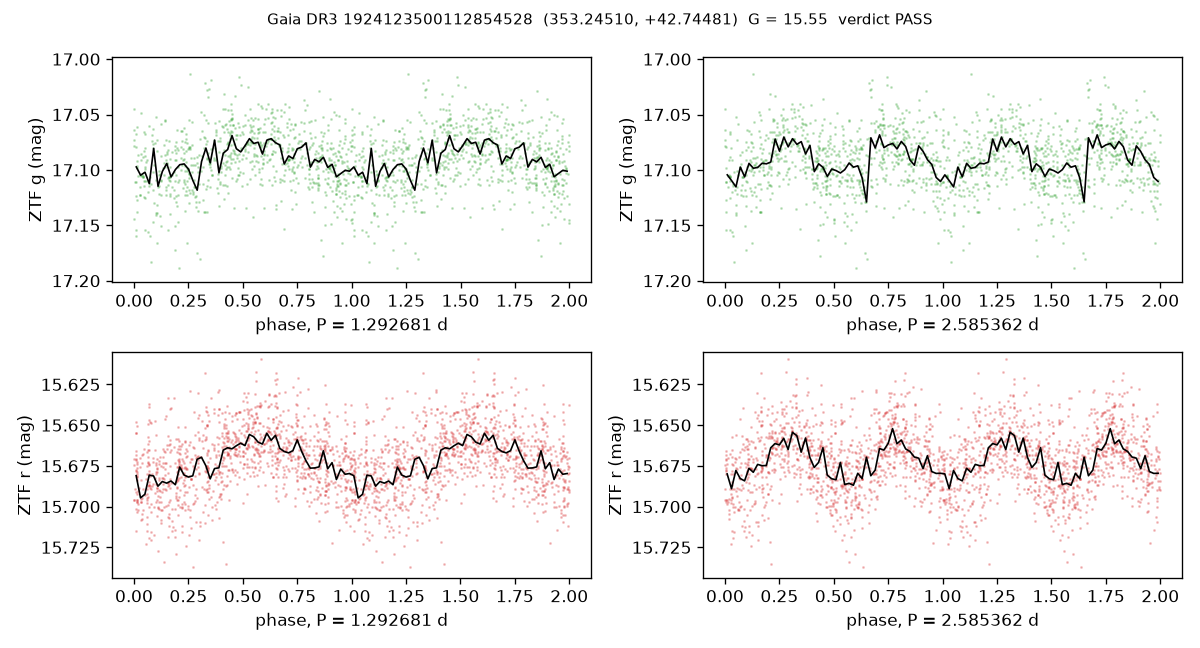 Gaia DR3 1924123500112854528 (353.24510, +42.74481) G = 15.55 verdict PASS
ZTF g (mag)
17.00
17.05
17.10
17.15
17.20
0.00 0.25 0.50 0.75 1.00 1.25 1.50 1.75 2.00
phase, P = 1.292681 d
ZTF g (mag)
17.00
17.05
17.10
17.15
17.20
0.00 0.25 0.50 0.75 1.00 1.25 1.50 1.75 2.00
phase, P = 2.585362 d
ZTF r (mag)
15.625
15.650
15.675
15.700
15.725
0.00 0.25 0.50 0.75 1.00 1.25 1.50 1.75 2.00
phase, P = 1.292681 d
ZTF r (mag)
15.625
15.650
15.675
15.700
15.725
0.00 0.25 0.50 0.75 1.00 1.25 1.50 1.75 2.00
phase, P = 2.585362 d